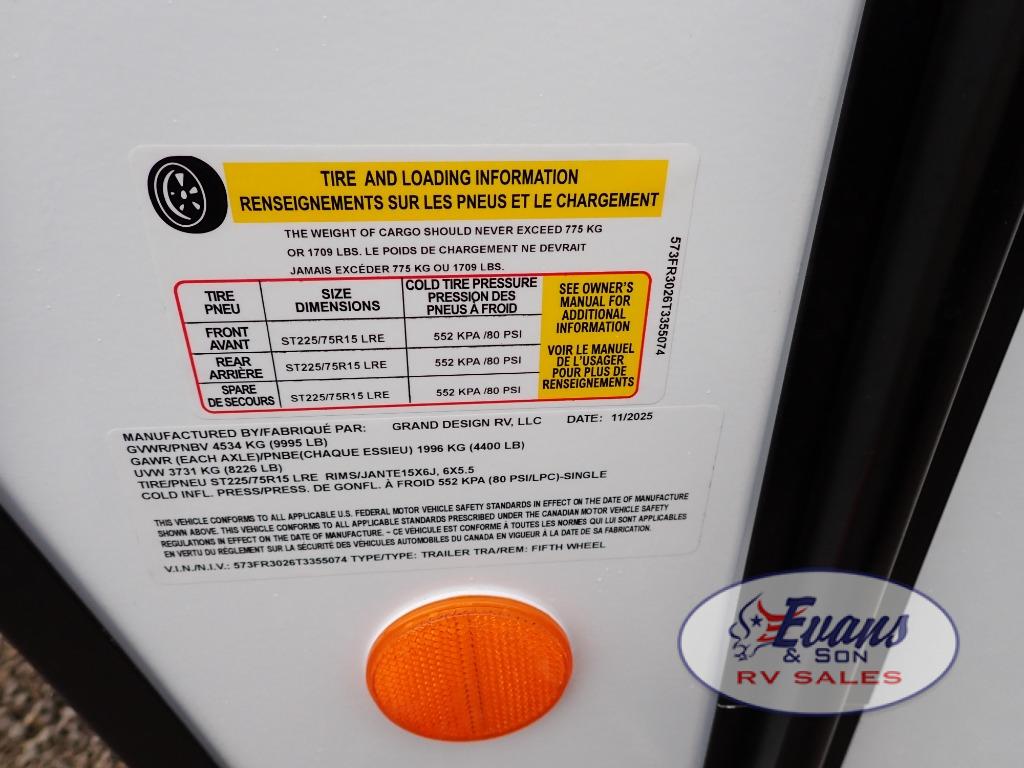 TIRE AND LOADING INFORMATION
RENSEIGNEMENTS SUR LES PNEUS ET LE CHARGEMENT
THE WEIGHT OF CARGO SHOULD NEVER EXCEED 775 KG
OR 1709 LBS. LE POIDS DE CHARGEMENT NE DEVRAIT
JAMAIS EXCÉDER 775 KG OU 1709 LBS.
TIRE
PNEU
SIZE
DIMENSIONS
COLD TIRE PRESSURE
PRESSION DES
PNEUS À FROID
FRONT
AVANT
ST225/75R15 LRE
552 KPA /80 PSI
REAR
ARRIÈRE
ST225/75R15 LRE
552 KPA /80 PSI
SPARE
DE SECOURS
ST225/75R15 LRE
552 KPA /80 PSI
SEE OWNER'S
MANUAL FOR
ADDITIONAL
INFORMATION
VOIR LE MANUEL
DE L'USAGER
POUR PLUS DE
RENSEIGNEMENTS
573FR3026T3355074
MANUFACTURED BY/FABRIQUÉ PAR: GRAND DESIGN RV, LLC DATE: 11/2025
GVWR/PNBV 4534 KG (9995 LB)
GAWR (EACH AXLE)/PNBE(CHAQUE ESSIEU) 1996 KG (4400 LB)
UVW 3731 KG (8226 LB)
TIRE/PNEU ST225/75R15 LRE RIMS/JANTE15X6J, 6X5.5
COLD INFL. PRESS/PRESS. DE GONFL. À FROID 552 KPA (80 PSI/LPC)-SINGLE
THIS VEHICLE CONFORMS TO ALL APPLICABLE U.S. FEDERAL MOTOR VEHICLE SAFETY STANDARDS IN EFFECT ON THE DATE OF MANUFACTURE
SHOWN ABOVE. THIS VEHICLE CONFORMS TO ALL APPLICABLE STANDARDS PRESCRIBED UNDER THE CANADIAN MOTOR VEHICLE SAFETY
REGULATIONS IN EFFECT ON THE DATE OF MANUFACTURE. - CE VÉHICULE EST CONFORME À TOUTES LES NORMES QUI LUI SONT APPLICABLES
EN VERTU DU RÈGLEMENT SUR LA SÉCURITÉ DES VÉHICULES AUTOMOBILES DU CANADA EN VIGUEUR À LA DATE DE SA FABRICATION.
V.I.N./N.I.V.: 573FR3026T3355074 TYPE/TYPE: TRAILER TRA/REM: FIFTH WHEEL
Evans
& SON
RV SALES